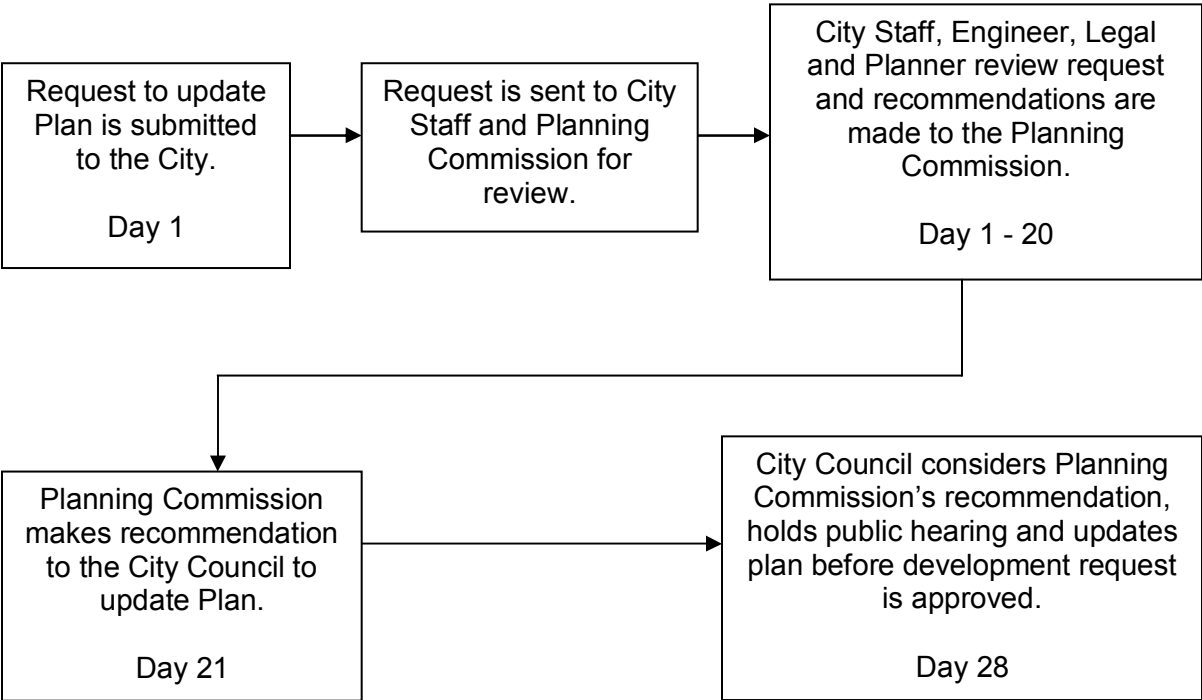 Request to update
Plan is submitted
to the City.
Day 1
Request is sent to City
Staff and Planning
Commission for
review.
City Staff, Engineer, Legal
and Planner review request
and recommendations are
made to the Planning
Commission.
Day 1 - 20
Planning Commission
makes recommendation
to the City Council to
update Plan.
Day 21
City Council considers Planning
Commission’s recommendation,
holds public hearing and updates
plan before development request
is approved.
Day 28